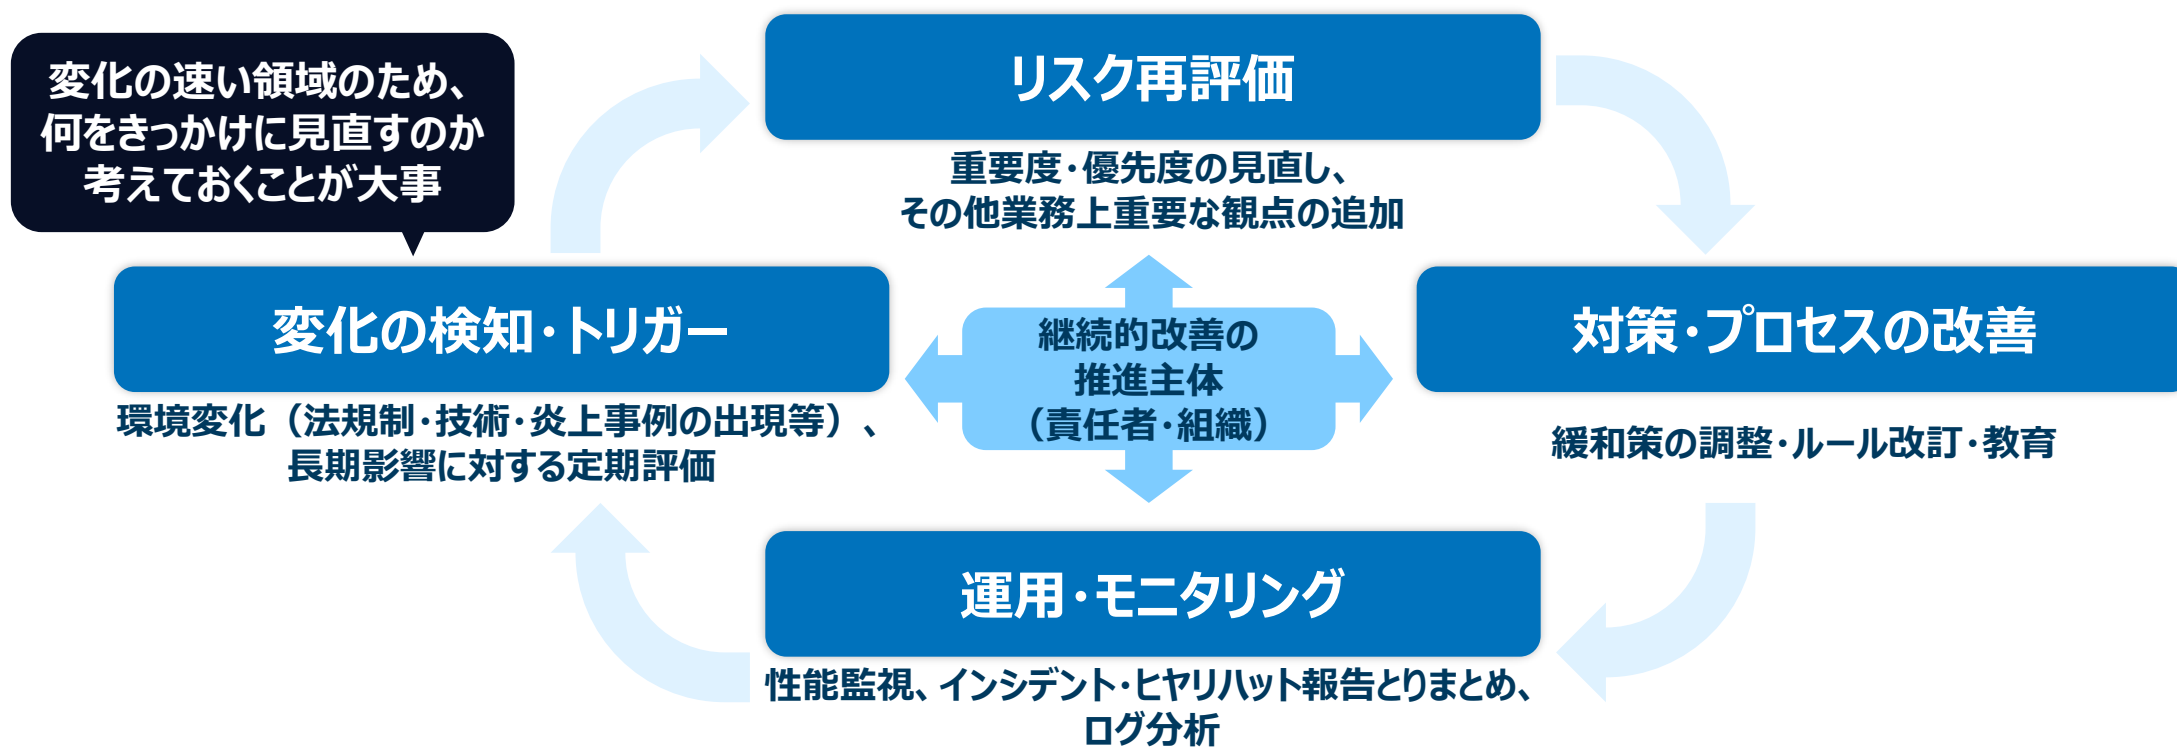 変化の速い領域のため、
何をきっかけに見直すのか
考えておくことが大事
リスク再評価
重要度・優先度の見直し、
その他業務上重要な観点の追加
変化の検知・トリガー
環境変化（法規制・技術・炎上事例の出現等）、
長期影響に対する定期評価
継続的改善の
推進主体
（責任者・組織）
対策・プロセスの改善
緩和策の調整・ルール改訂・教育
運用・モニタリング
性能監視、インシデント・ヒヤリハット報告とりまとめ、
ログ分析